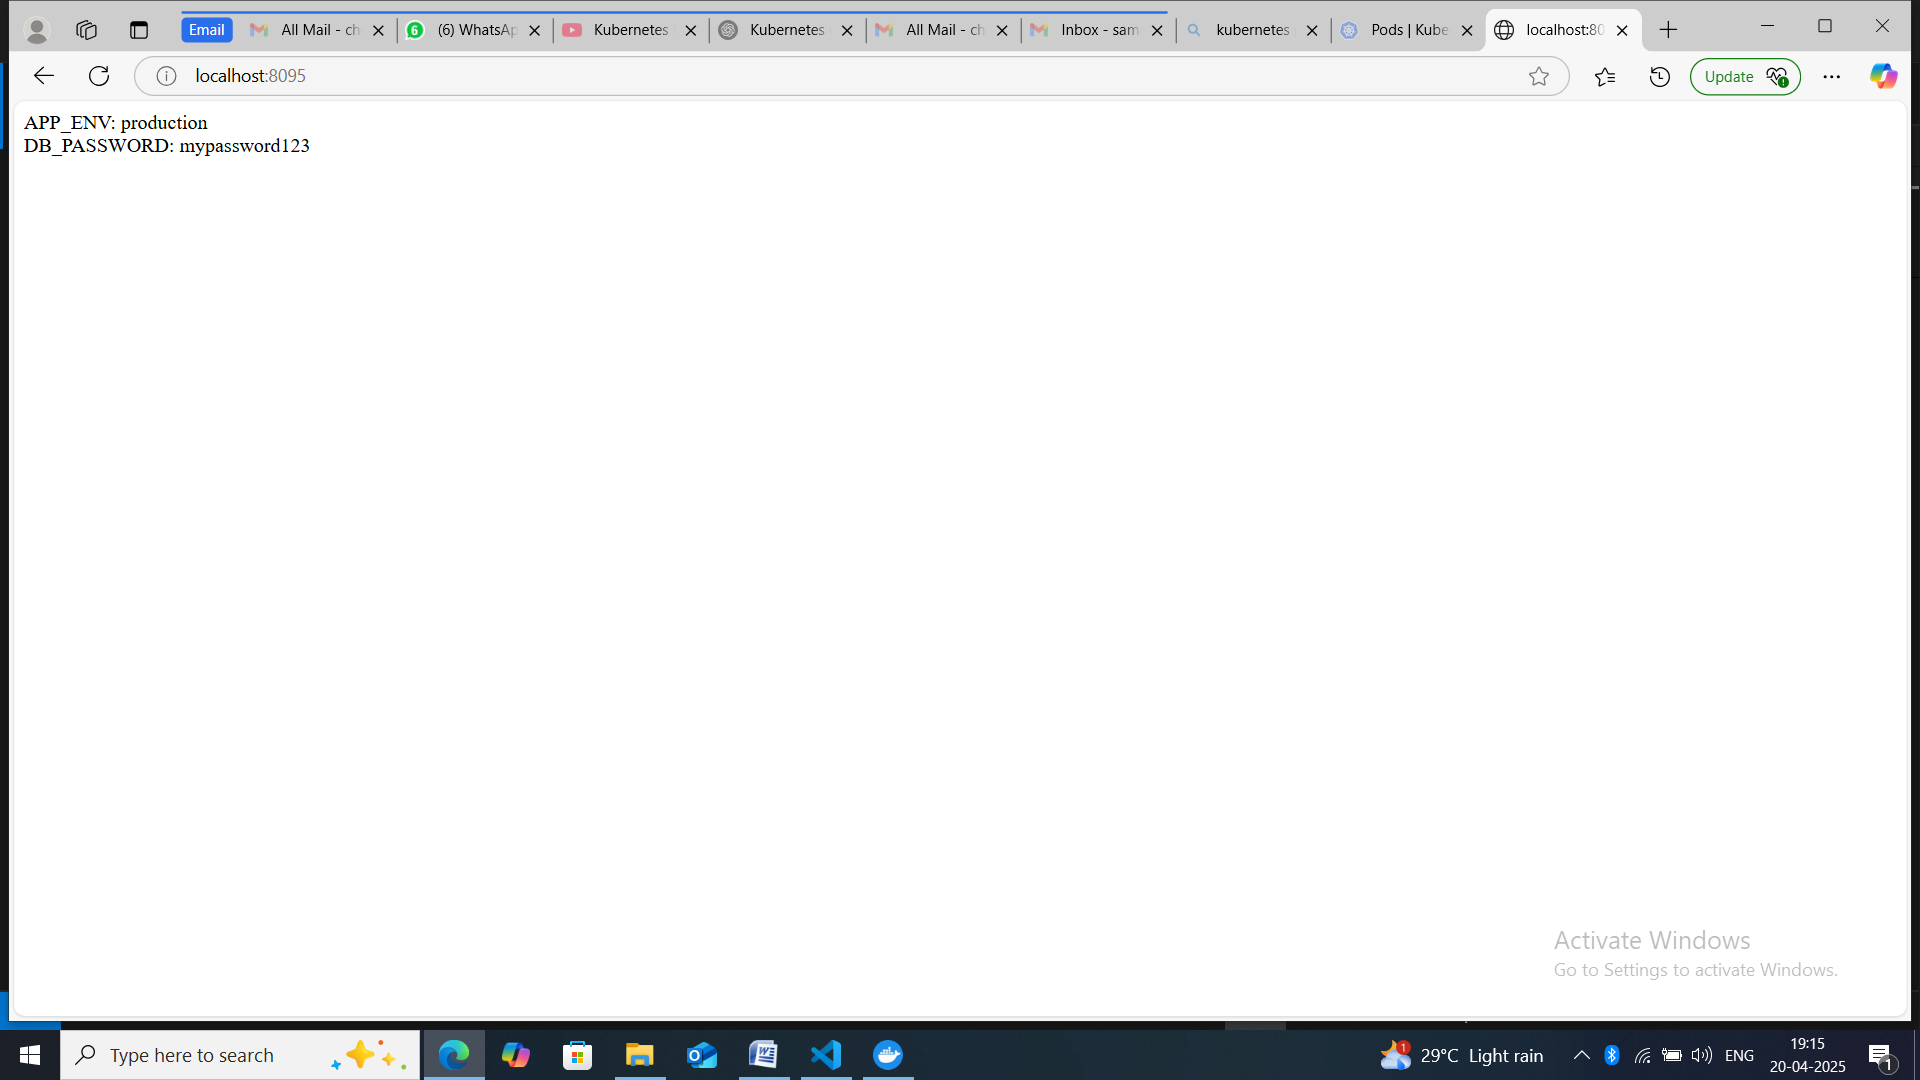 Email
All Mail - ch
(6) WhatsAp
Kubernetes
Kubernetes
All Mail - ch
Inbox - sam
kubernetes
Pods | Kube
localhost:80
localhost:8095
Update
APP_ENV: production
DB_PASSWORD: mypassword123
Activate Windows
Go to Settings to activate Windows.
Type here to search
1
29°C Light rain
ENG
19:15
20-04-2025
1